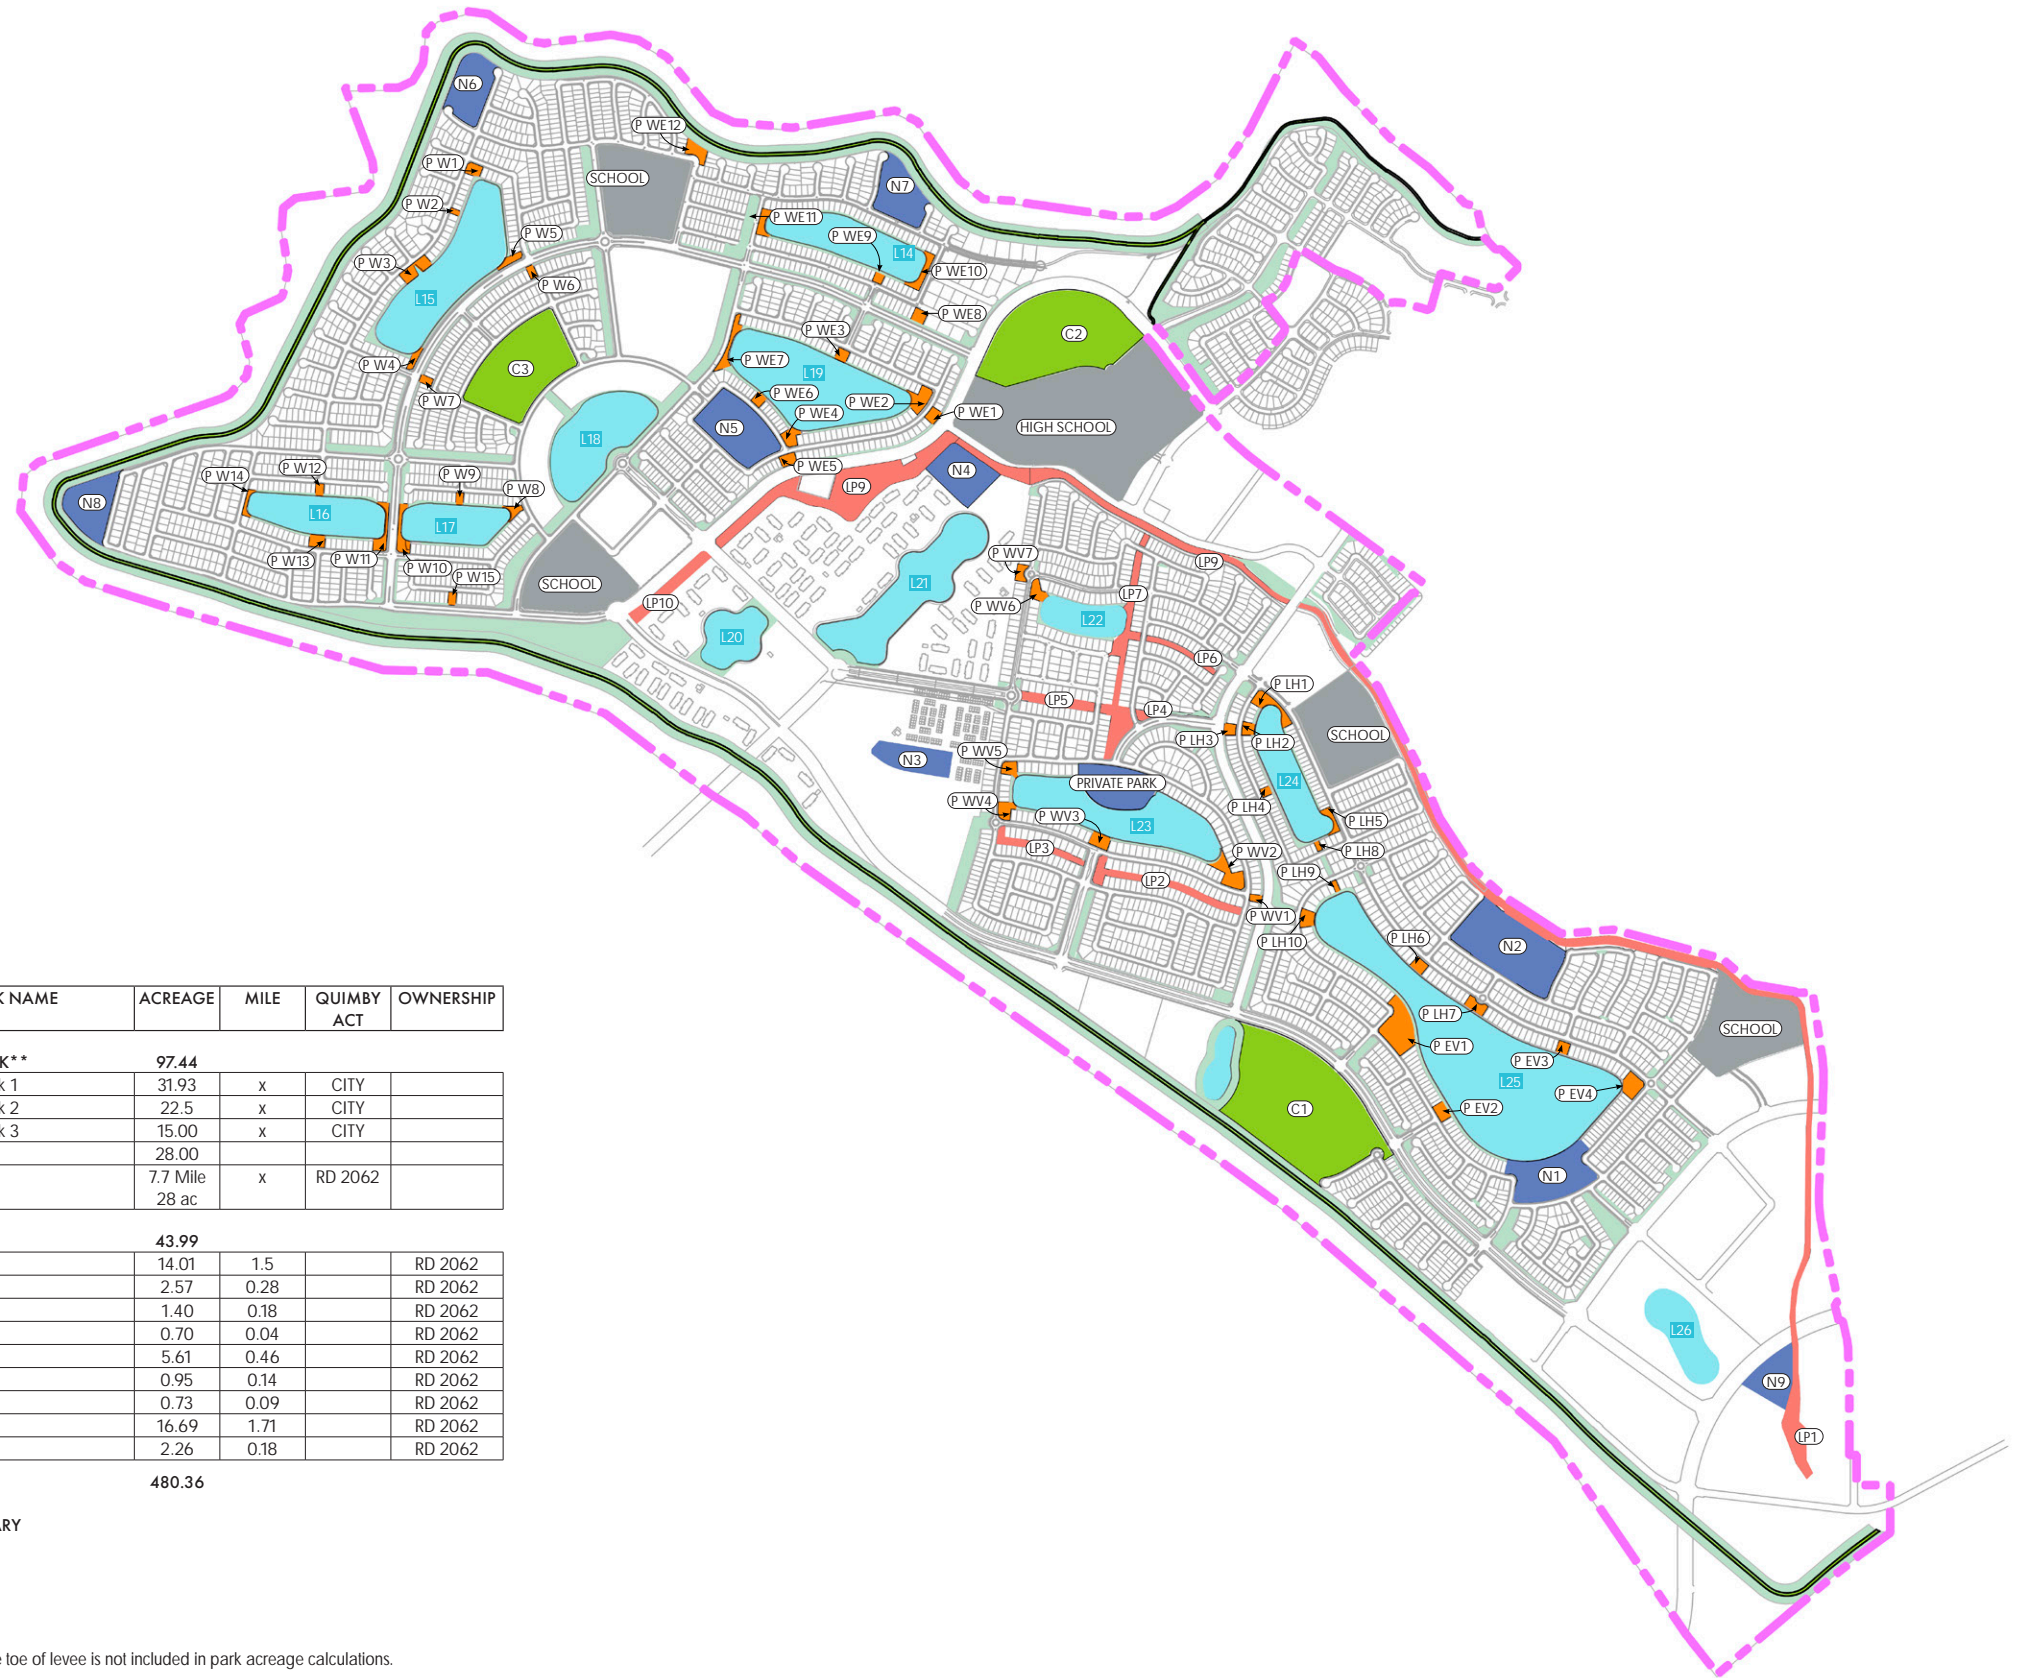 N6
P WE12
P W1
SCHOOL
N7
P W2
P WE11
P W5
P WE9
L14
P W3
P WE10
P W6
L15
P WE8
P WE3
C2
P W4
P WE7
C3
L19
P W7
P WE6
P WE2
P WE4
P WE1
N5
HIGH SCHOOL
L18
P WE5
P W12
N4
P W14
P W9
P W8
LP9
N8
L16
L17
P W13
P W11
P WV7
LP9
P W10
P W15
SCHOOL
L21
LP7
LP10
P WV6
L22
L20
LP6
P LH1
LP5
LP4
SCHOOL
P LH3
P LH2
P WV5
N3
PRIVATE PARK
L24
P WV4
P LH4
P WV3
L23
P LH5
LP3
P WV2
P LH8
P LH9
LP2
P WV1
P LH10
P LH6
N2
P LH7
SCHOOL
P EV1
P EV3
L25
P EV4
C1
P EV2
N1
L26
N9
LP1
K NAME ACREAGE MILE QUIMBY OWNERSHIP
ACT
K** 97.44
k 1 31.93 x CITY
k 2 22.5 x CITY
k 3 15.00 x CITY
28.00
7.7 Mile x RD 2062
28 ac
43.99
14.01 1.5 RD 2062
2.57 0.28 RD 2062
1.40 0.18 RD 2062
0.70 0.04 RD 2062
5.61 0.46 RD 2062
0.95 0.14 RD 2062
0.73 0.09 RD 2062
16.69 1.71 RD 2062
2.26 0.18 RD 2062
480.36
ARY
e toe of levee is not included in park acreage calculations.